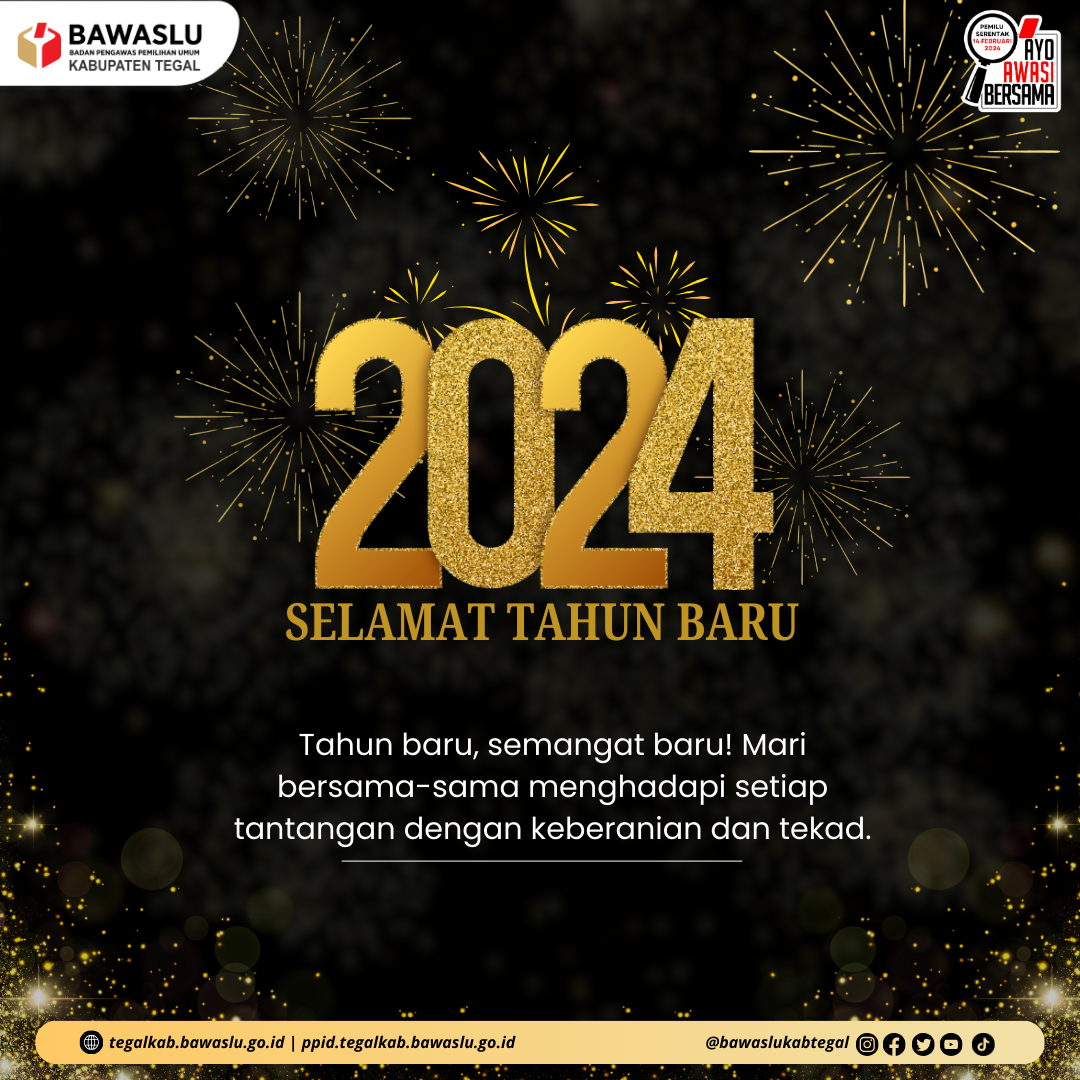 BAWASLU
BADAN PENGAWAS PEMILIHAN UMUM
KABUPATEN TEGAL
PEMILU
SERENTAK
14 FEBRUARI
2024
AYO
AWASI
BERSAMA
2024
SELAMAT TAHUN BARU
Tahun baru, semangat baru! Mari
bersama-sama menghadapi setiap
tantangan dengan keberanian dan tekad.
tegalkab.bawaslu.go.id | ppid.tegalkab.bawaslu.go.id
@bawaslukabtegal